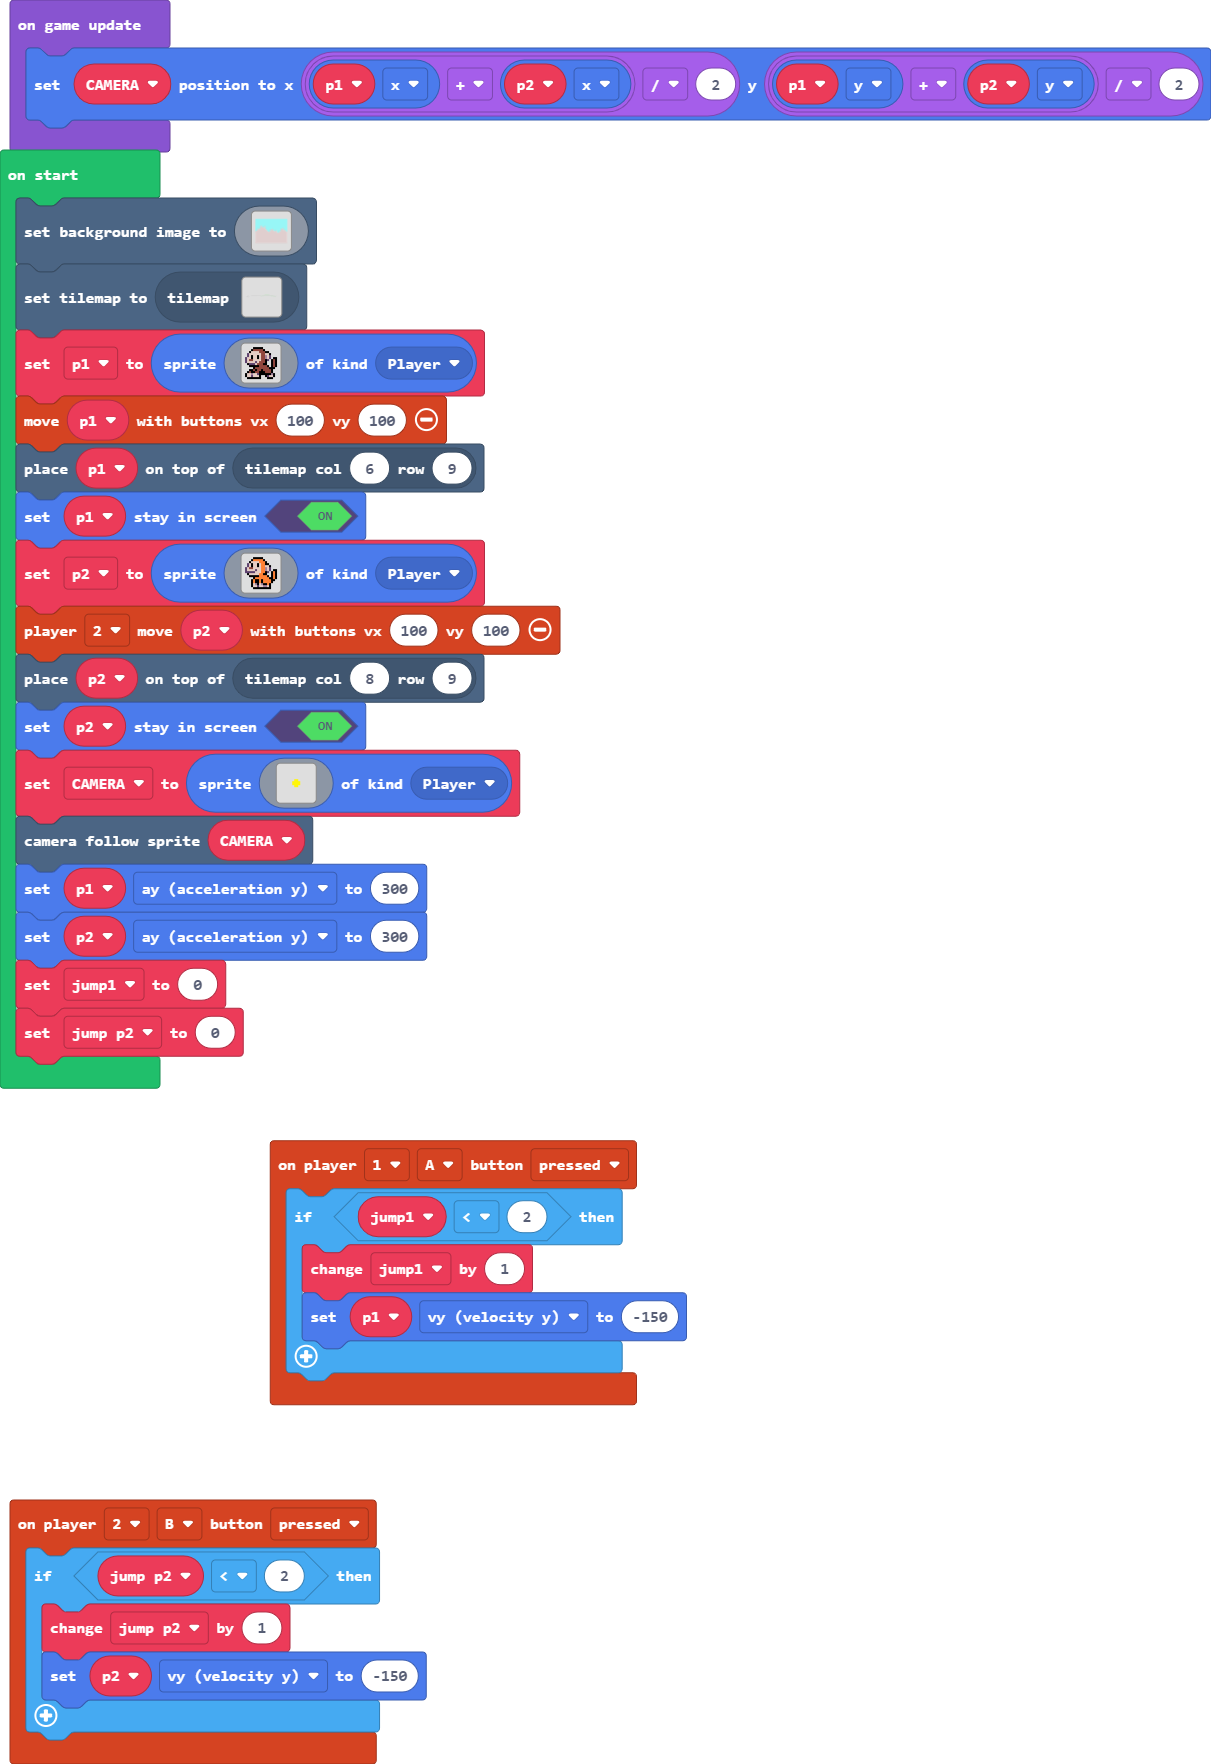 on game update
set CAMERA position to x p1 x + p2 x / 2 y p1 y + p2 y / 2
on start
set background image to
set tilemap to tilemap
set p1 to sprite of kind Player
move p1 with buttons vx 100 vy 100
place p1 on top of tilemap col 6 row 9
set p1 stay in screen ON
set p2 to sprite of kind Player
player 2 move p2 with buttons vx 100 vy 100
place p2 on top of tilemap col 8 row 9
set p2 stay in screen ON
set CAMERA to sprite of kind Player
camera follow sprite CAMERA
set p1 ay (acceleration y) to 300
set p2 ay (acceleration y) to 300
set jump1 to 0
set jump p2 to 0
on player 1 A button pressed
if jump1 < 2 then
change jump1 by 1
set p1 vy (velocity y) to -150
on player 2 B button pressed
if jump p2 < 2 then
change jump p2 by 1
set p2 vy (velocity y) to -150